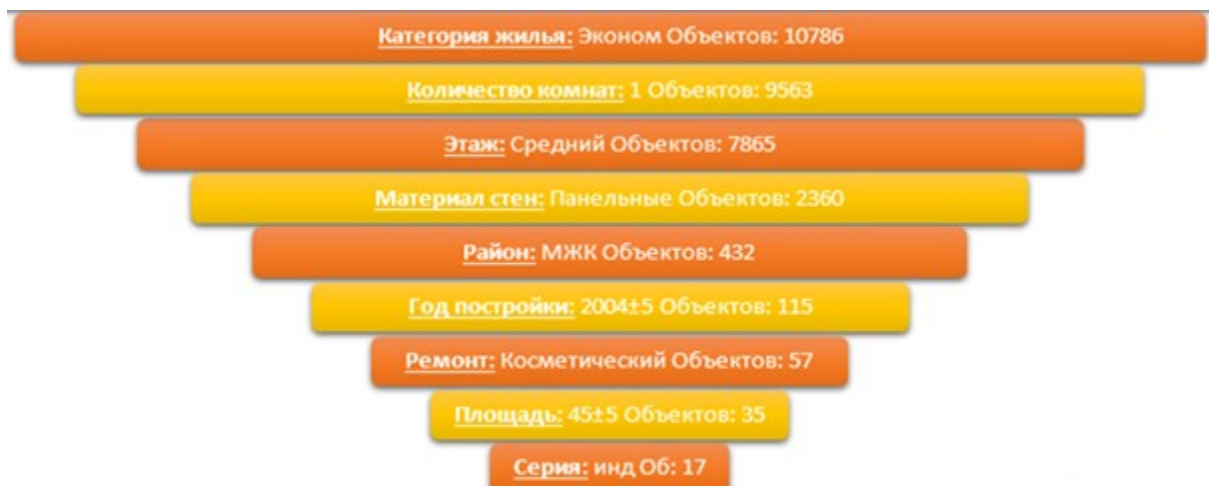 Категория жилья: Эконом Объектов: 10786
Количество комнат: 1 Объектов: 9563
Этаж: Средний Объектов: 7865
Материал стен: Панельные Объектов: 2360
Район: МЖК Объектов: 432
Год постройки: 2004±5 Объектов: 115
Ремонт: Косметический Объектов: 57
Площадь: 45±5 Объектов: 35
Серия: инд Об: 17